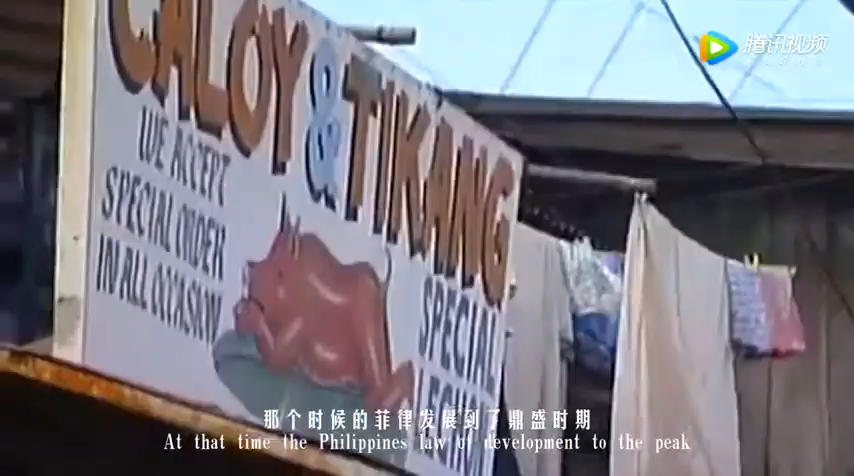 腾讯视频
CALOY & TIKANG
WE ACCEPT
SPECIAL ORDER
IN ALL OCCASION
SPECIAL
那个时候的菲律发展到了鼎盛时期
At that time the Philippines law of development to the peak